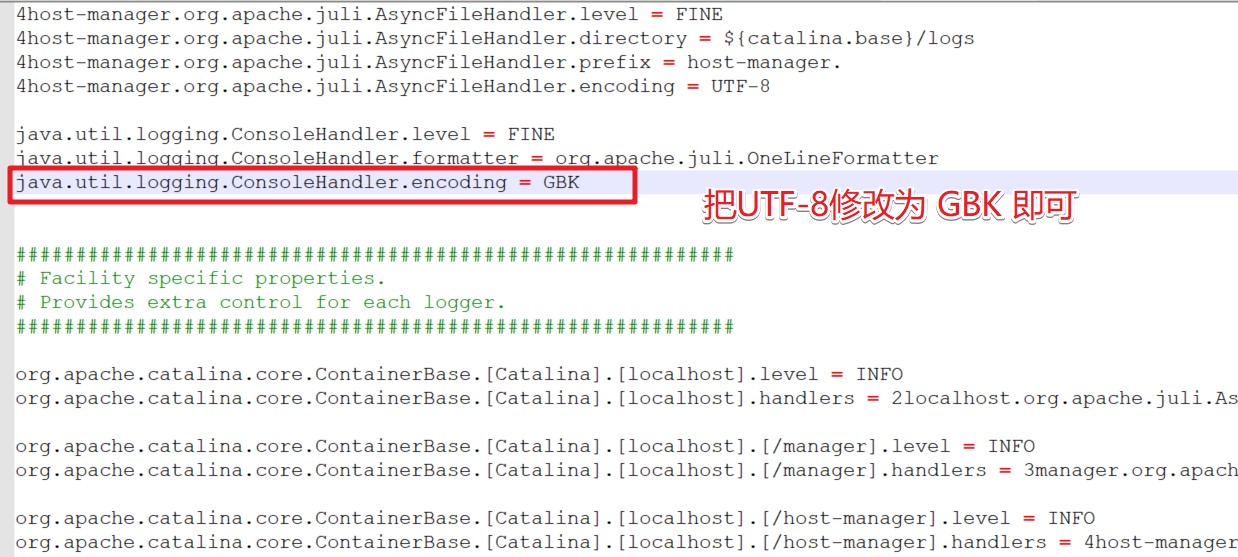 4host-manager.org.apache.juli.AsyncFileHandler.level = FINE
4host-manager.org.apache.juli.AsyncFileHandler.directory = ${catalina.base}/logs
4host-manager.org.apache.juli.AsyncFileHandler.prefix = host-manager.
4host-manager.org.apache.juli.AsyncFileHandler.encoding = UTF-8
java.util.logging.ConsoleHandler.level = FINE
java.util.logging.ConsoleHandler.formatter = org.apache.juli.OneLineFormatter
java.util.logging.ConsoleHandler.encoding = GBK
把UTF-8修改为 GBK 即可
############################################################
# Facility specific properties.
# Provides extra control for each logger.
############################################################
org.apache.catalina.core.ContainerBase.[Catalina].[localhost].level = INFO
org.apache.catalina.core.ContainerBase.[Catalina].[localhost].handlers = 2localhost.org.apache.juli.As
org.apache.catalina.core.ContainerBase.[Catalina].[localhost].[/manager].level = INFO
org.apache.catalina.core.ContainerBase.[Catalina].[localhost].[/manager].handlers = 3manager.org.apach
org.apache.catalina.core.ContainerBase.[Catalina].[localhost].[/host-manager].level = INFO
org.apache.catalina.core.ContainerBase.[Catalina].[localhost].[/host-manager].handlers = 4host-manager